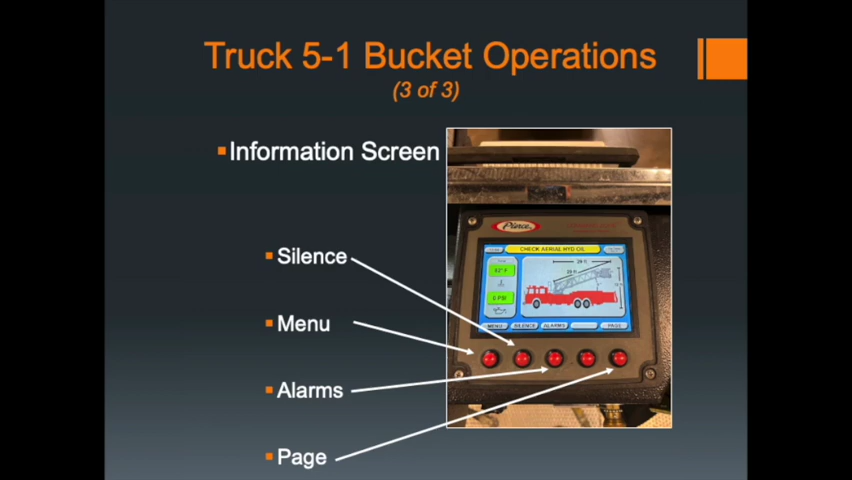 Truck 5-1 Bucket Operations
(3 of 3)
Information Screen
Silence
Menu
Alarms
Page
Pierce
CHECK AERIAL HYD OIL
MENU SILENCE ALARMS PAGE